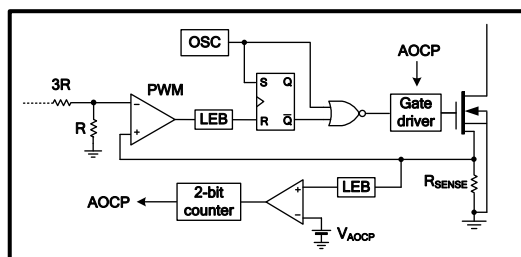 OSC
AOCP
3R
PWM
S Q
Gate
driver
LEB
R Q̅
R
LEB
RSENSE
AOCP
2-bit
counter
VAOCP